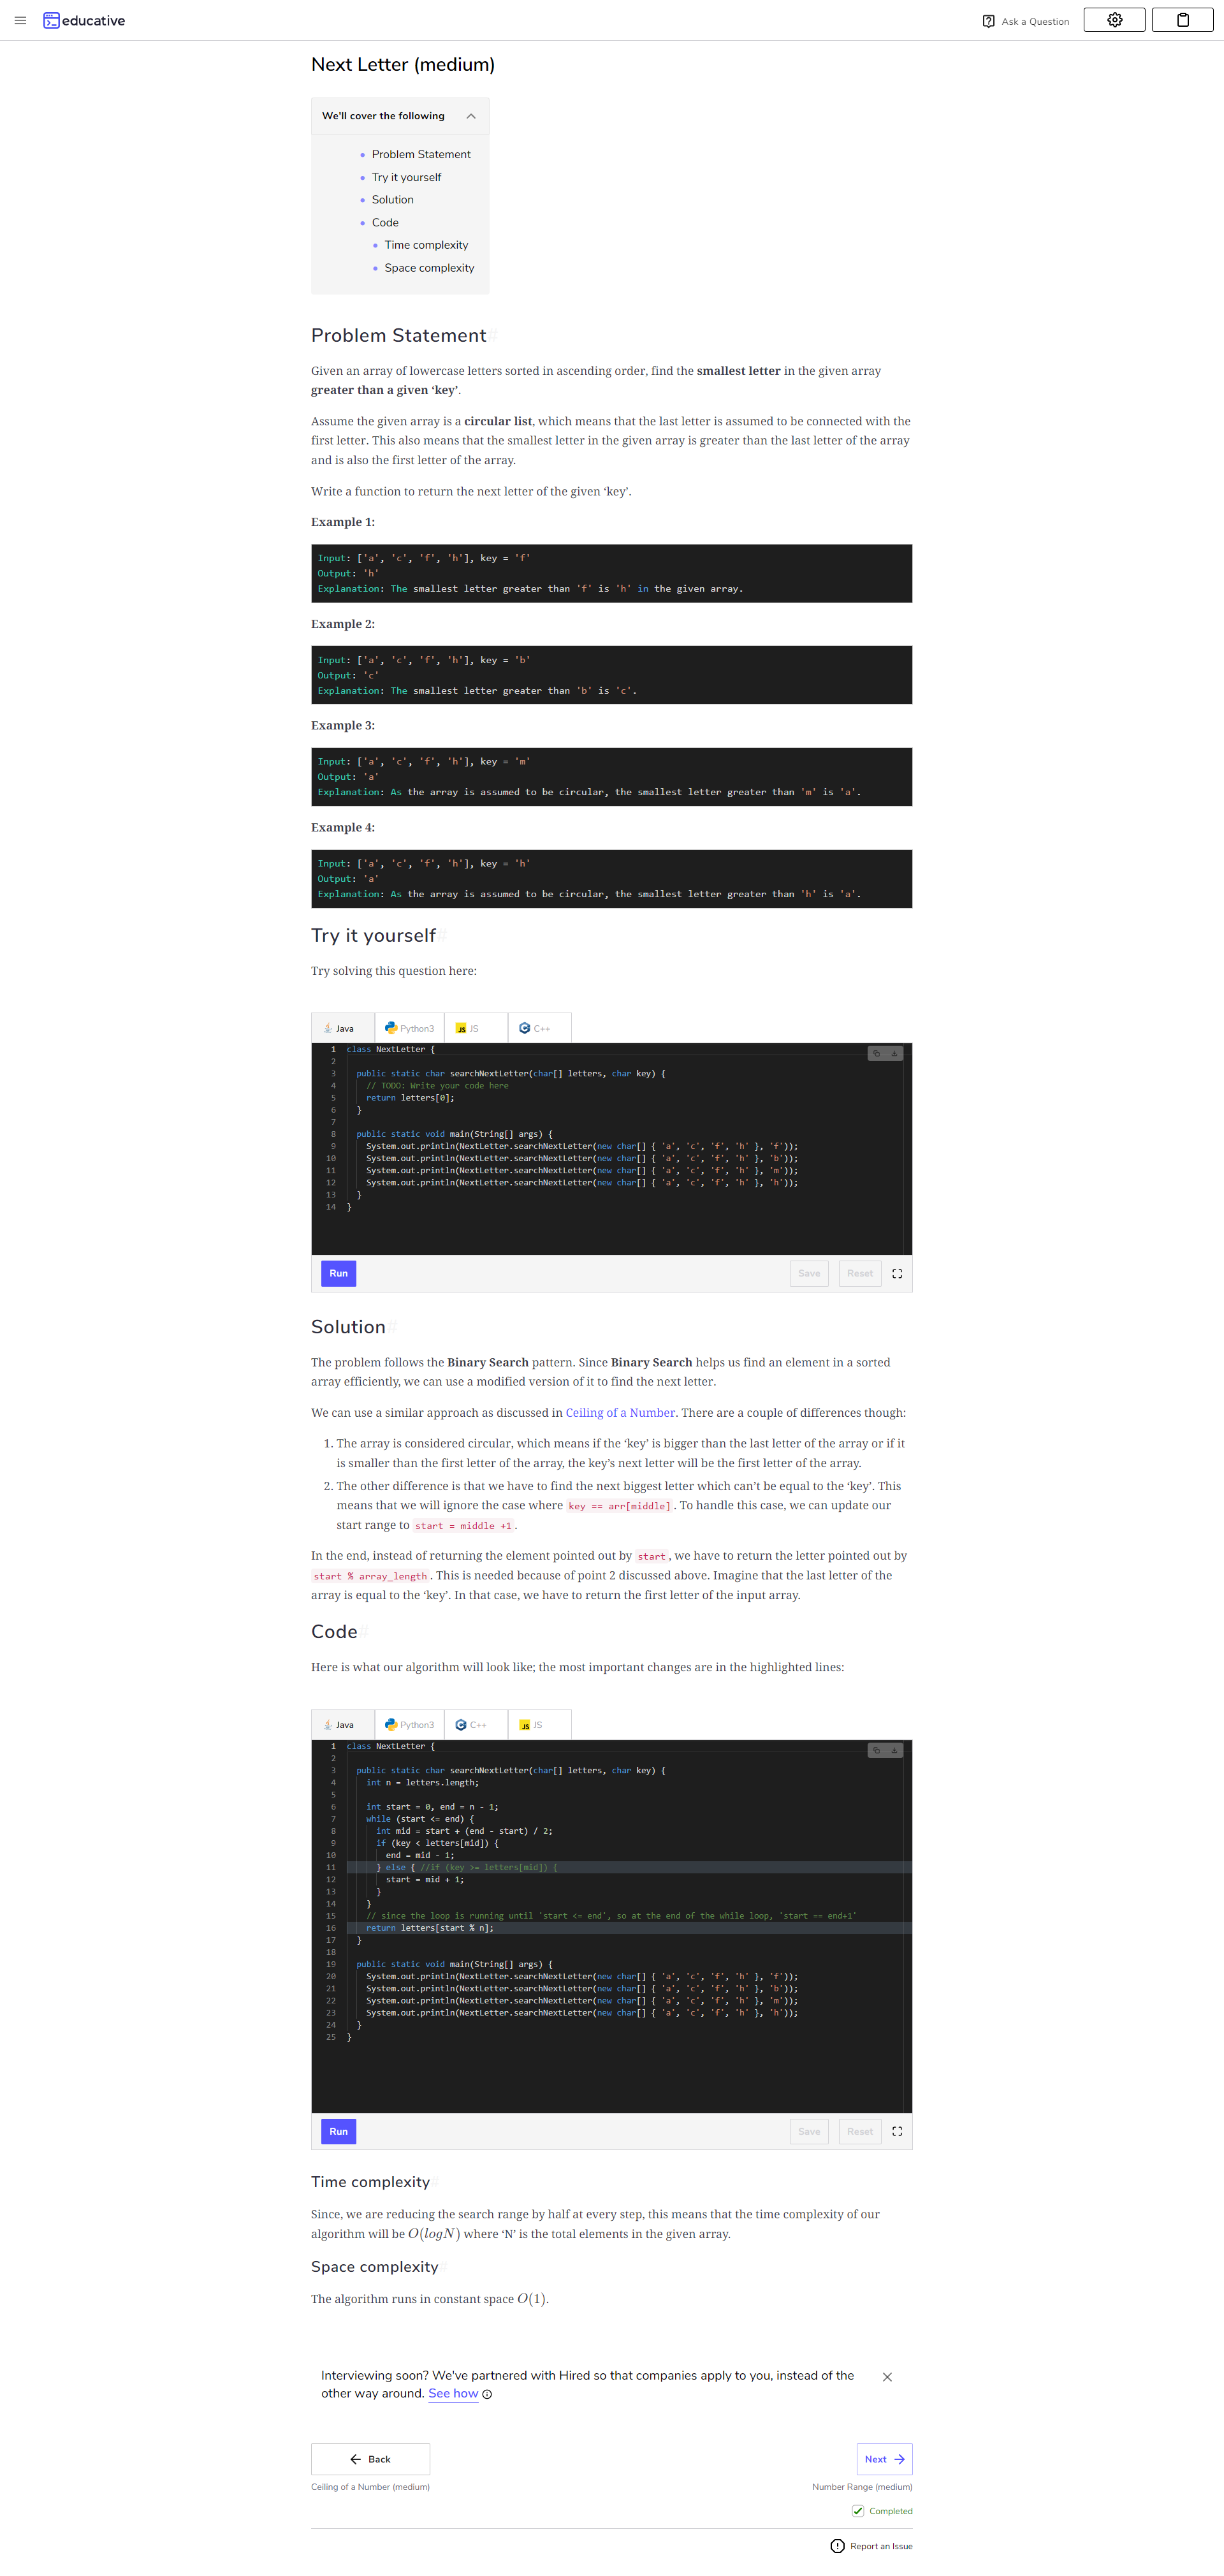 educative
Ask a Question
Next Letter (medium)
We'll cover the following
Problem Statement
Try it yourself
Solution
Code
Time complexity
Space complexity
Problem Statement#
Given an array of lowercase letters sorted in ascending order, find the smallest letter in the given array
greater than a given ‘key’.
Assume the given array is a circular list, which means that the last letter is assumed to be connected with the
first letter. This also means that the smallest letter in the given array is greater than the last letter of the array
and is also the first letter of the array.
Write a function to return the next letter of the given ‘key’.
Example 1:
Input: ['a', 'c', 'f', 'h'], key = 'f'
Output: 'h'
Explanation: The smallest letter greater than 'f' is 'h' in the given array.
Example 2:
Input: ['a', 'c', 'f', 'h'], key = 'b'
Output: 'c'
Explanation: The smallest letter greater than 'b' is 'c'.
Example 3:
Input: ['a', 'c', 'f', 'h'], key = 'm'
Output: 'a'
Explanation: As the array is assumed to be circular, the smallest letter greater than 'm' is 'a'.
Example 4:
Input: ['a', 'c', 'f', 'h'], key = 'h'
Output: 'a'
Explanation: As the array is assumed to be circular, the smallest letter greater than 'h' is 'a'.
Try it yourself#
Try solving this question here:
Java Python3 JS JS C++
1 class NextLetter {
2
3 public static char searchNextLetter(char[] letters, char key) {
4 // TODO: Write your code here
5 return letters[0];
6 }
7
8 public static void main(String[] args) {
9 System.out.println(NextLetter.searchNextLetter(new char[] { 'a', 'c', 'f', 'h' }, 'f'));
10 System.out.println(NextLetter.searchNextLetter(new char[] { 'a', 'c', 'f', 'h' }, 'b'));
11 System.out.println(NextLetter.searchNextLetter(new char[] { 'a', 'c', 'f', 'h' }, 'm'));
12 System.out.println(NextLetter.searchNextLetter(new char[] { 'a', 'c', 'f', 'h' }, 'h'));
13 }
14 }
Run Save Reset
Solution#
The problem follows the Binary Search pattern. Since Binary Search helps us find an element in a sorted
array efficiently, we can use a modified version of it to find the next letter.
We can use a similar approach as discussed in Ceiling of a Number. There are a couple of differences though:
1. The array is considered circular, which means if the ‘key’ is bigger than the last letter of the array or if it
is smaller than the first letter of the array, the key’s next letter will be the first letter of the array.
2. The other difference is that we have to find the next biggest letter which can’t be equal to the ‘key’. This
means that we will ignore the case where key == arr[middle]. To handle this case, we can update our
start range to start = middle +1.
In the end, instead of returning the element pointed out by start, we have to return the letter pointed out by
start % array_length. This is needed because of point 2 discussed above. Imagine that the last letter of the
array is equal to the ‘key’. In that case, we have to return the first letter of the input array.
Code#
Here is what our algorithm will look like; the most important changes are in the highlighted lines:
Java Python3 C++ JS JS
1 class NextLetter {
2
3 public static char searchNextLetter(char[] letters, char key) {
4 int n = letters.length;
5
6 int start = 0, end = n - 1;
7 while (start <= end) {
8 int mid = start + (end - start) / 2;
9 if (key < letters[mid]) {
10 end = mid - 1;
11 } else { //if (key >= letters[mid]) {
12 start = mid + 1;
13 }
14 }
15 // since the loop is running until 'start <= end', so at the end of the while loop, 'start == end+1'
16 return letters[start % n];
17 }
18
19 public static void main(String[] args) {
20 System.out.println(NextLetter.searchNextLetter(new char[] { 'a', 'c', 'f', 'h' }, 'f'));
21 System.out.println(NextLetter.searchNextLetter(new char[] { 'a', 'c', 'f', 'h' }, 'b'));
22 System.out.println(NextLetter.searchNextLetter(new char[] { 'a', 'c', 'f', 'h' }, 'm'));
23 System.out.println(NextLetter.searchNextLetter(new char[] { 'a', 'c', 'f', 'h' }, 'h'));
24 }
25 }
Run Save Reset
Time complexity#
Since, we are reducing the search range by half at every step, this means that the time complexity of our
algorithm will be O(logN) where ‘N’ is the total elements in the given array.
Space complexity#
The algorithm runs in constant space O(1).
Interviewing soon? We've partnered with Hired so that companies apply to you, instead of the
other way around. See how
Back Next
Ceiling of a Number (medium) Number Range (medium)
Completed
Report an Issue